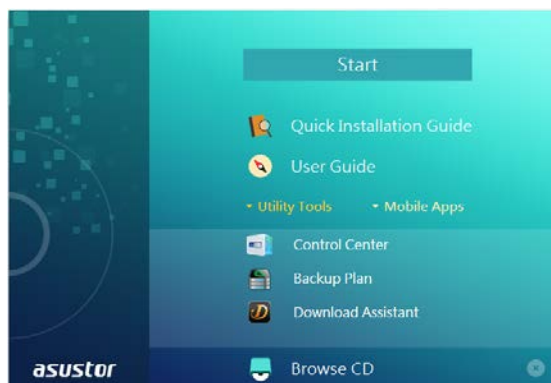 Start
Quick Installation Guide
User Guide
Utility Tools Mobile Apps
Control Center
Backup Plan
Download Assistant
asustor Browse CD